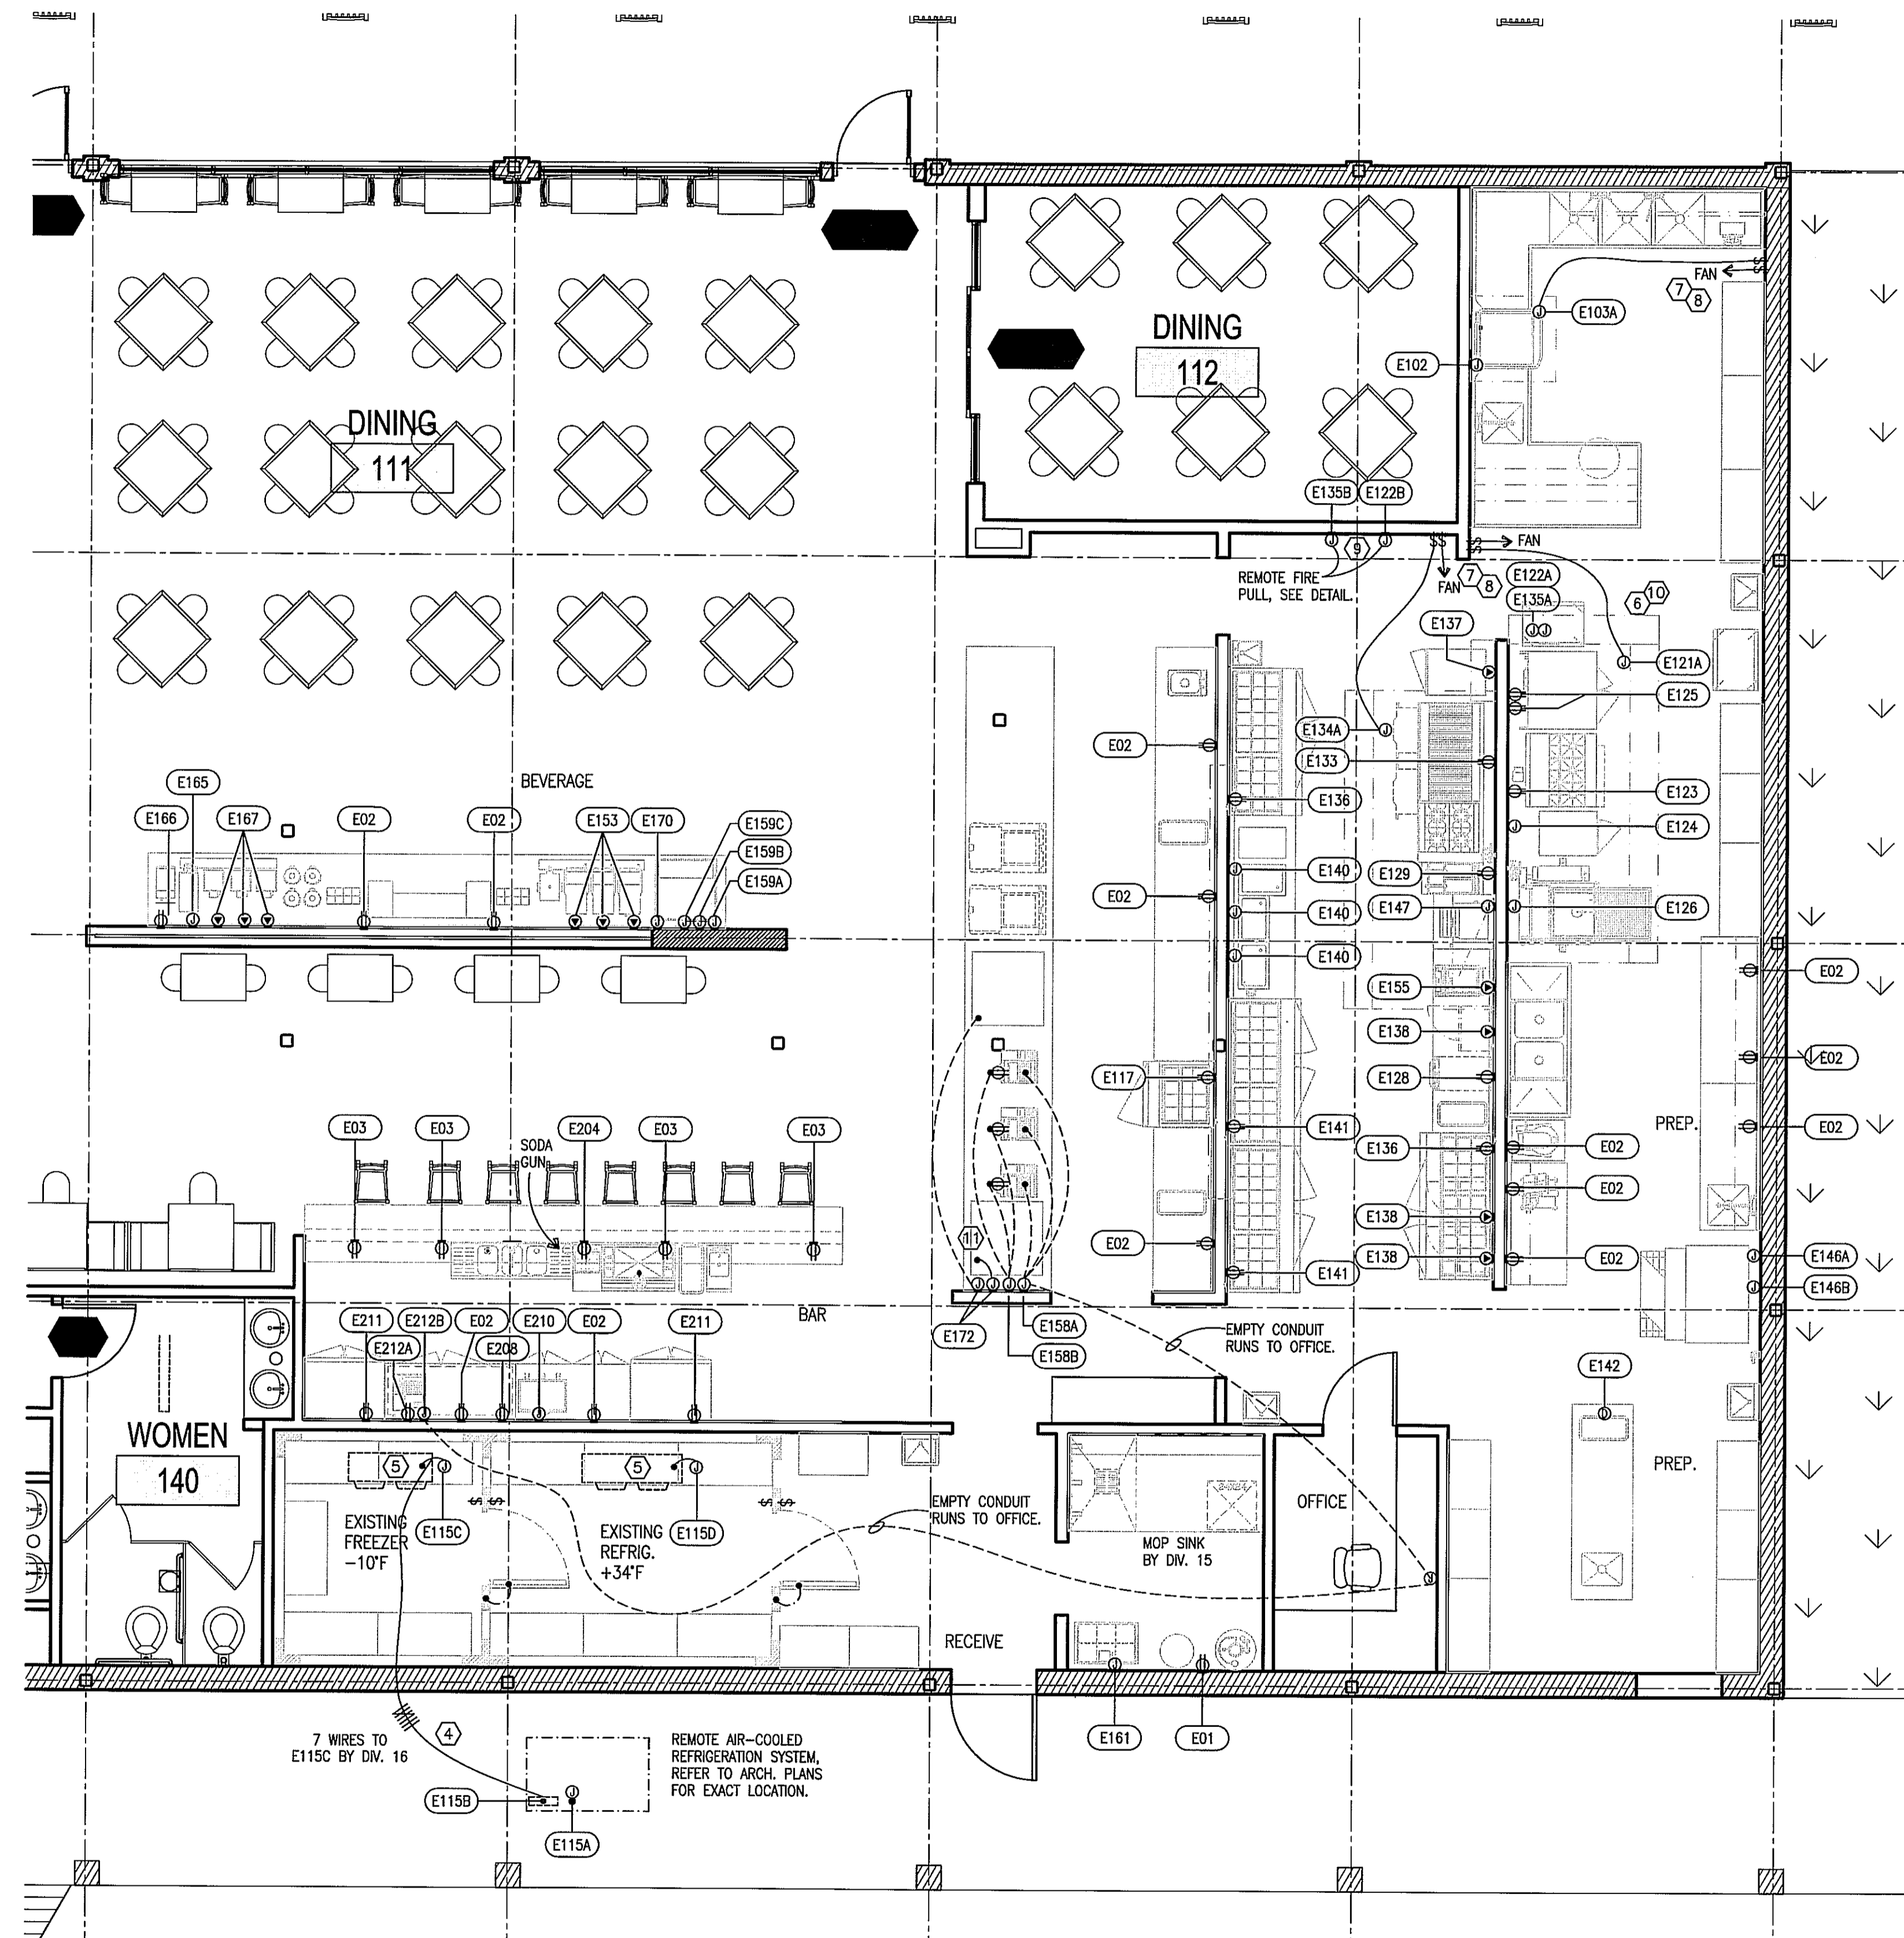 FAN
7
8
E103A
DINING
112
E102
DINING
111
E135B
E122B
9
FAN
REMOTE FIRE
PULL, SEE DETAIL.
FAN
7
8
E122A
E135A
6
10
E137
E121A
E125
E134A
E02
E133
E136
E123
E124
BEVERAGE
E165
E166
E167
E02
E02
E153
E170
E159C
E159B
E159A
E140
E129
E02
E140
E147
E126
E140
E155
E02
E138
E02
E117
E128
E03
E03
SODA
GUN
E204
E03
E03
E141
E136
E02
PREP.
E02
E02
E138
11
E02
E138
E02
E146A
E141
E146B
BAR
E211
E212B
E02
E210
E02
E211
E212A
E208
E172
E158A
E158B
EMPTY CONDUIT
RUNS TO OFFICE.
E142
WOMEN
140
5
5
PREP.
EXISTING
FREEZER
-10°F
E115C
EXISTING
REFRIG.
+34°F
E115D
EMPTY CONDUIT
RUNS TO OFFICE.
OFFICE
MOP SINK
BY DIV. 15
RECEIVE
7 WIRES TO
E115C BY DIV. 16
4
REMOTE AIR-COOLED
REFRIGERATION SYSTEM,
REFER TO ARCH. PLANS
FOR EXACT LOCATION.
E161
E01
E115B
E115A